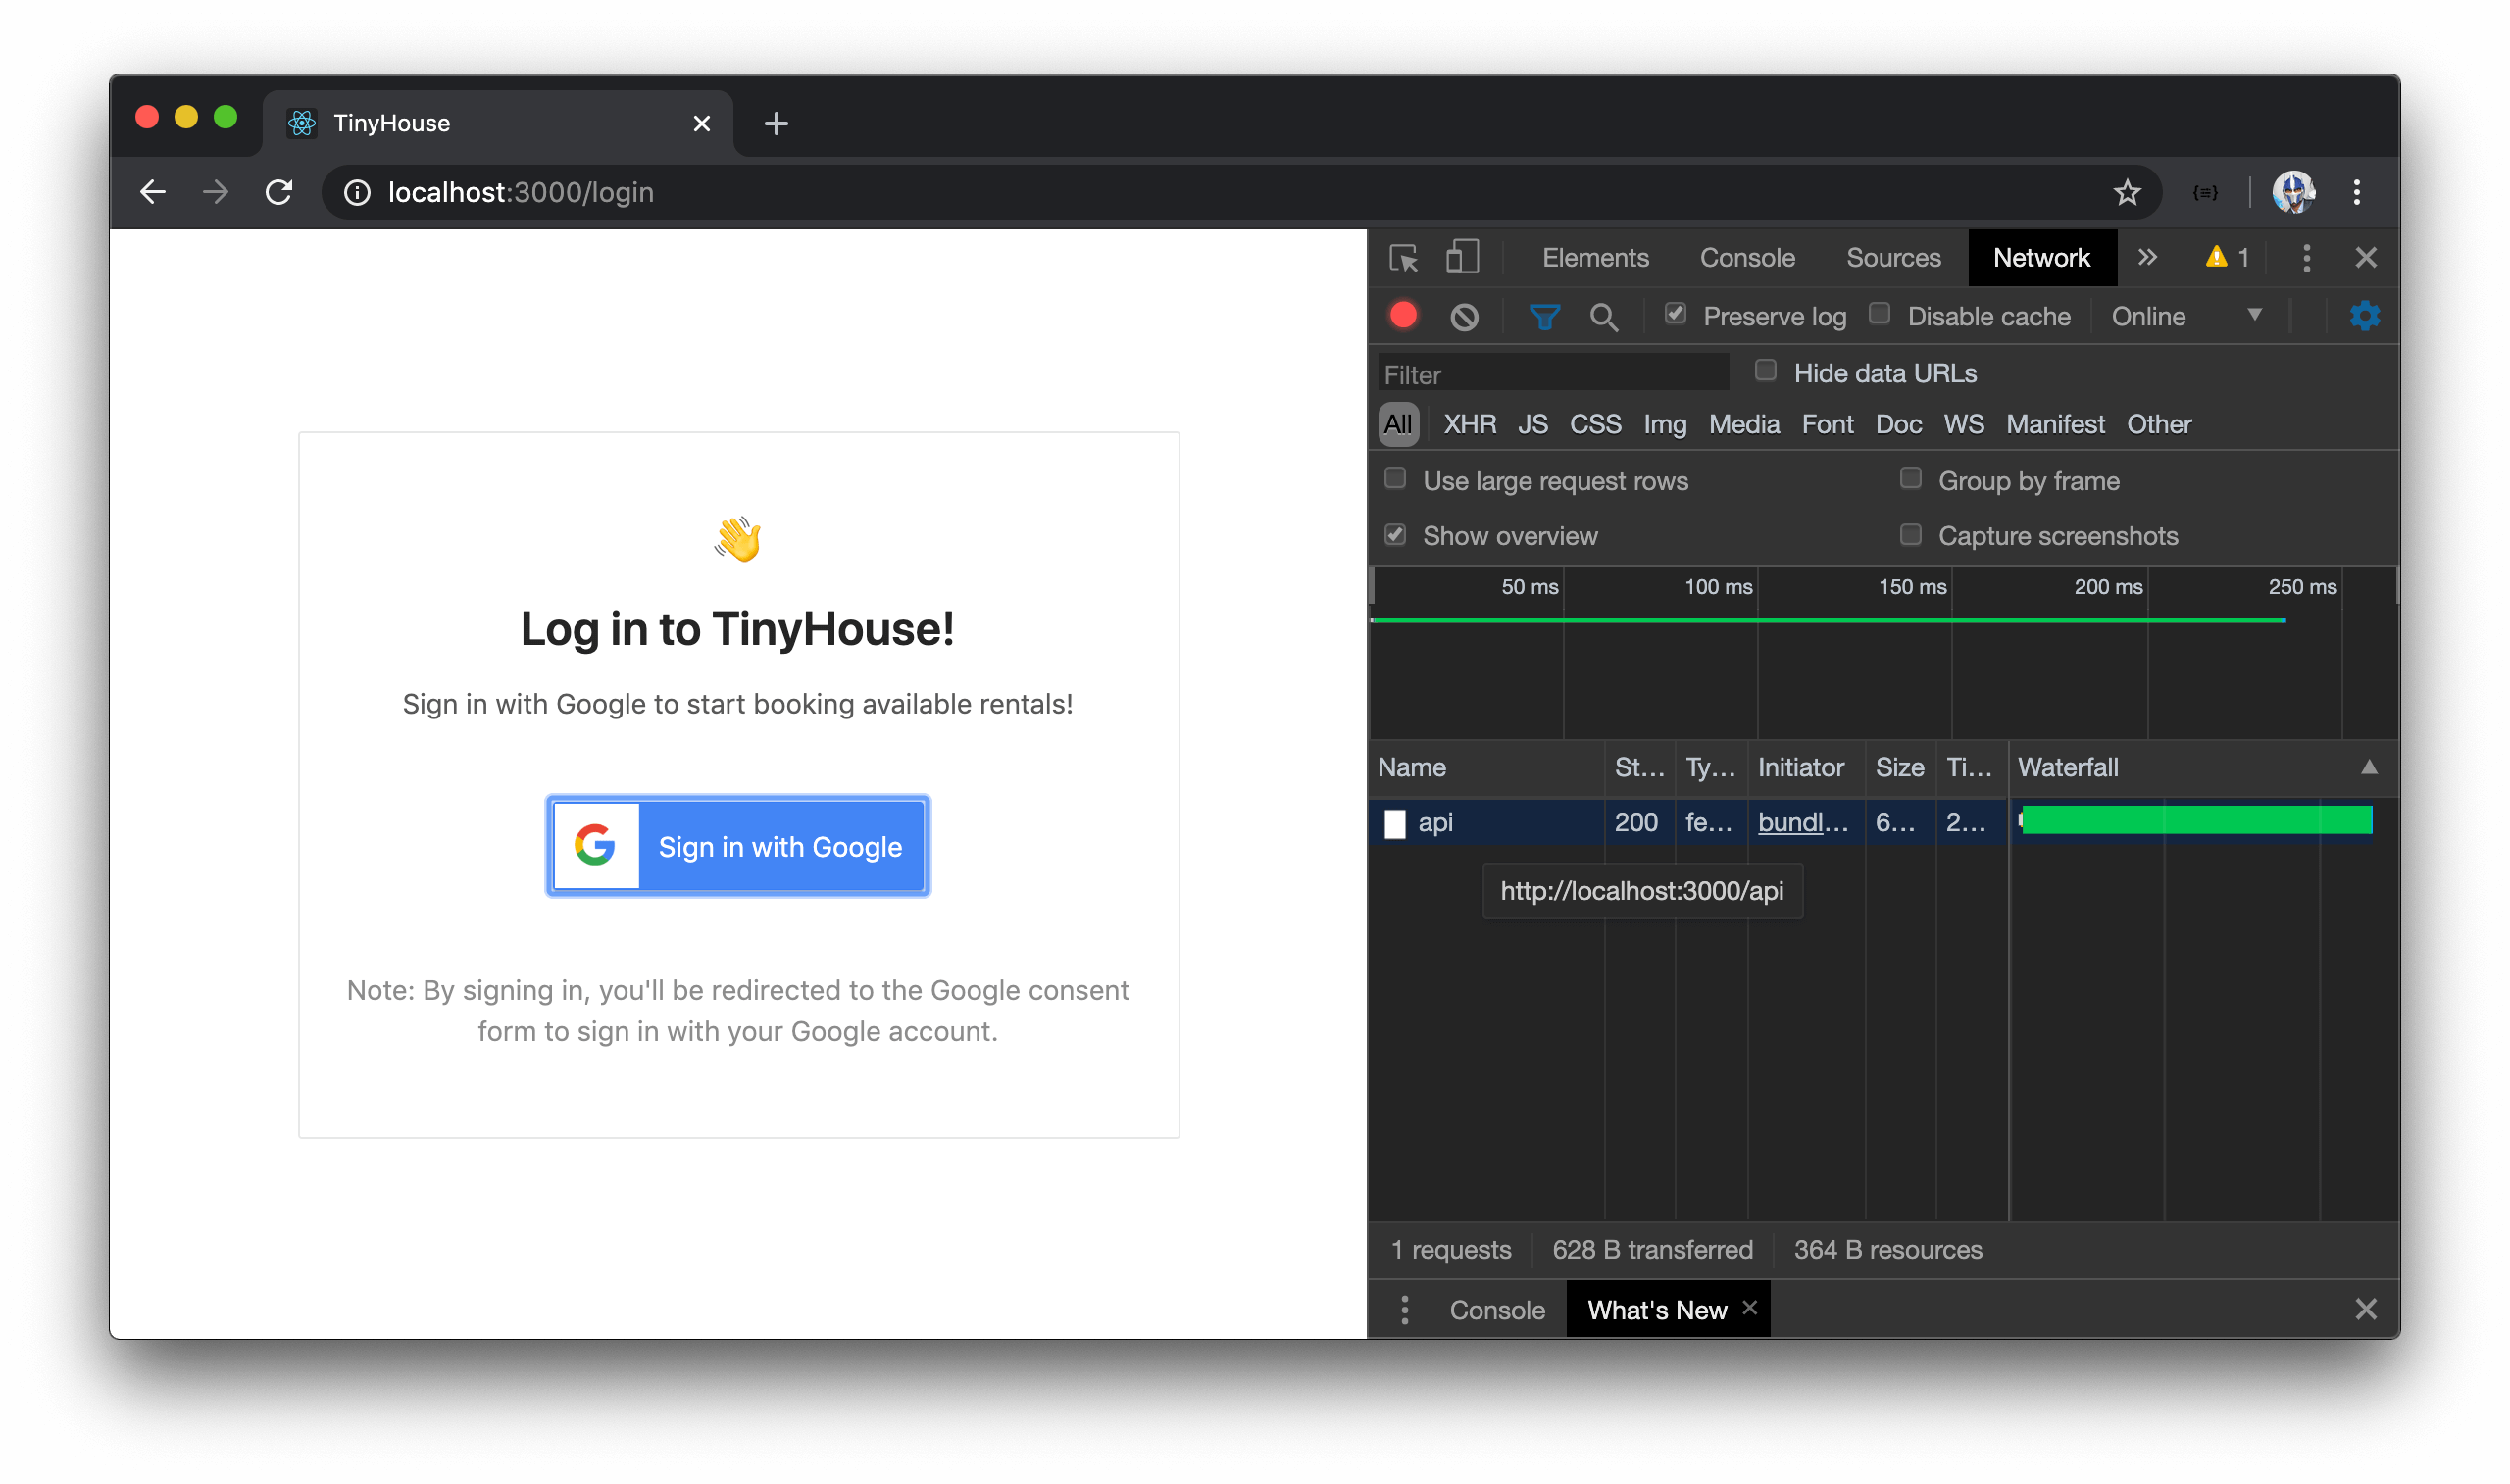 TinyHouse
localhost:3000/login
Log in to TinyHouse!
Sign in with Google to start booking available rentals!
Sign in with Google
Note: By signing in, you'll be redirected to the Google consent
form to sign in with your Google account.
Elements Console Sources Network 1
Preserve log Disable cache Online
Filter Hide data URLs
All XHR JS CSS Img Media Font Doc WS Manifest Other
Use large request rows Group by frame
Show overview Capture screenshots
50 ms 100 ms 150 ms 200 ms 250 ms
Name St... Ty... Initiator Size Ti... Waterfall
api 200 fe... bundl... 6... 2...
http://localhost:3000/api
1 requests 628 B transferred 364 B resources
Console What's New